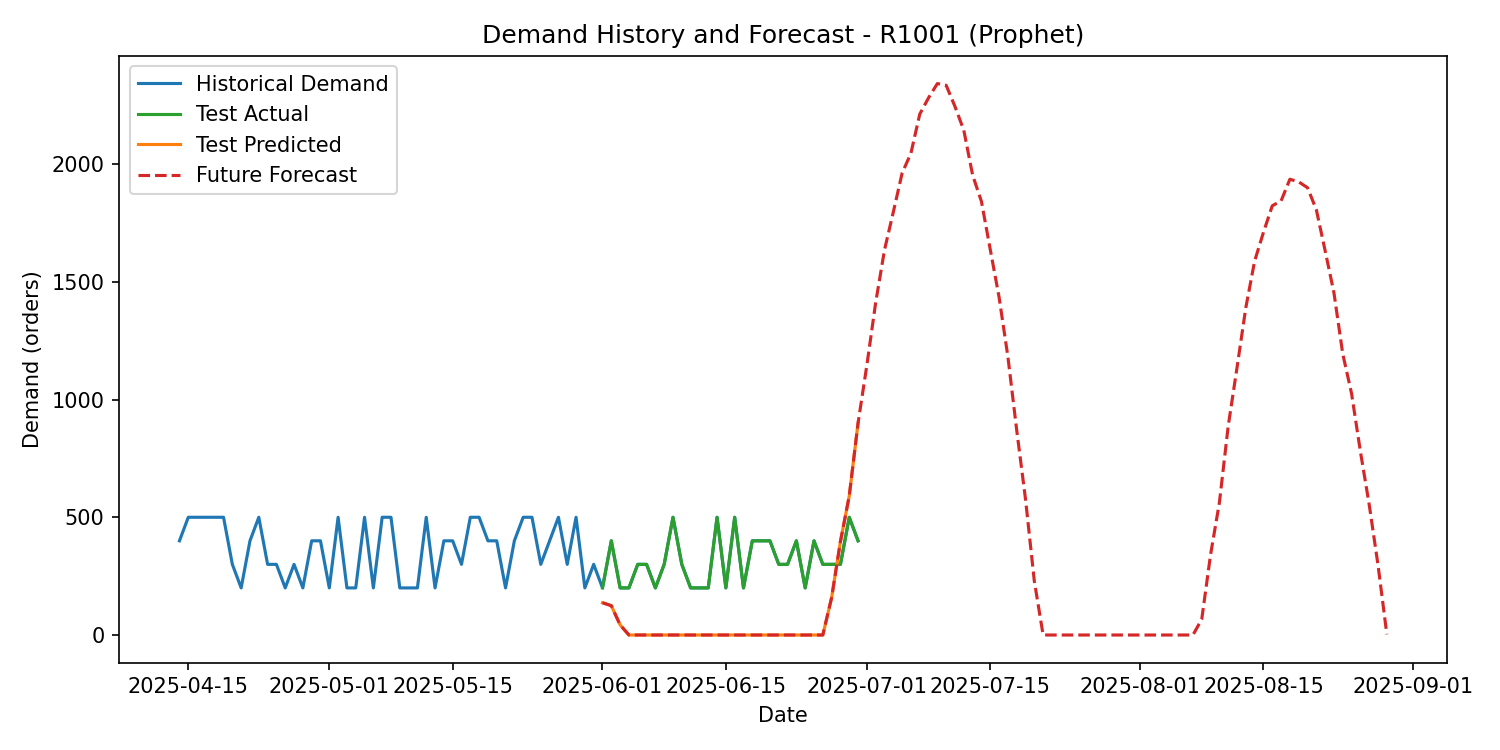 Demand History and Forecast - R1001 (Prophet)
Historical Demand
Test Actual
Test Predicted
Future Forecast
Demand (orders)
2000
1500
1000
500
0
2025-04-15 2025-05-01 2025-05-15 2025-06-01 2025-06-15 2025-07-01 2025-07-15 2025-08-01 2025-08-15 2025-09-01
Date